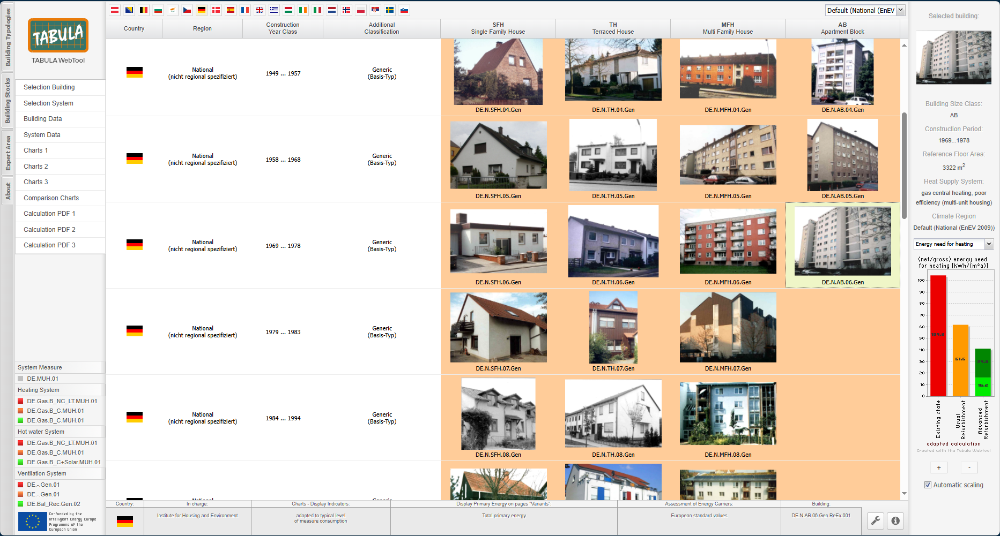 Building Typologies
Building Stocks
Expert Area
About
TABULA
TABULA WebTool
Selection Building
Selection System
Building Data
System Data
Charts 1
Charts 2
Charts 3
Comparison Charts
Calculation PDF 1
Calculation PDF 2
Calculation PDF 3
System Measure
DE.MUH.01
Heating System
DE.Gas.B_NC_LT.MUH.01
DE.Gas.B_C.MUH.01
DE.Gas.B_C.MUH.01
Hot water System
DE.Gas.B_NC_LT.MUH.01
DE.Gas.B_C.MUH.01
DE.Gas.B_C+Solar.MUH.01
Ventilation System
DE.-.Gen.01
DE.-.Gen.01
DE.Bal_Rec.Gen.02
Co-funded by the
Intelligent Energy Europe
Programme of the
European Union
Default (National (EnEV
Country
Region
Construction
Year Class
Additional
Classification
SFH
Single Family House
TH
Terraced House
MFH
Multi Family House
AB
Apartment Block
National
(nicht regional spezifiziert)
1949 ... 1957
Generic
(Basis-Typ)
DE.N.SFH.04.Gen
DE.N.TH.04.Gen
DE.N.MFH.04.Gen
DE.N.AB.04.Gen
National
(nicht regional spezifiziert)
1958 ... 1968
Generic
(Basis-Typ)
DE.N.SFH.05.Gen
DE.N.TH.05.Gen
DE.N.MFH.05.Gen
DE.N.AB.05.Gen
National
(nicht regional spezifiziert)
1969 ... 1978
Generic
(Basis-Typ)
DE.N.SFH.06.Gen
DE.N.TH.06.Gen
DE.N.MFH.06.Gen
DE.N.AB.06.Gen
National
(nicht regional spezifiziert)
1979 ... 1983
Generic
(Basis-Typ)
DE.N.SFH.07.Gen
DE.N.TH.07.Gen
DE.N.MFH.07.Gen
National
(nicht regional spezifiziert)
1984 ... 1994
Generic
(Basis-Typ)
DE.N.SFH.08.Gen
DE.N.TH.08.Gen
DE.N.MFH.08.Gen
Country:
In charge:
Institute for Housing and Environment
Charts - Display Indicators:
adapted to typical level
of measure consumption
Display Primary Energy on pages "Variants":
Total primary energy
Assessment of Energy Carriers:
European standard values
Building:
DE.N.AB.06.Gen.ReEx.001
Selected building:
Building Size Class:
AB
Construction Period:
1969...1978
Reference Floor Area:
3322 m²
Heat Supply System:
gas central heating, poor
efficiency (multi-unit housing)
Climate Region
Default (National (EnEV 2009))
Energy need for heating
(net/gross) energy need
for heating [kWh/(m²a)]
100
90
80
70
60
50
40
30
20
10
0
61.6
16.2
Existing state
Usual
Refurbishment
Advanced
Refurbishment
adapted calculation
Created with the Tabula Webtool
+
-
Automatic scaling